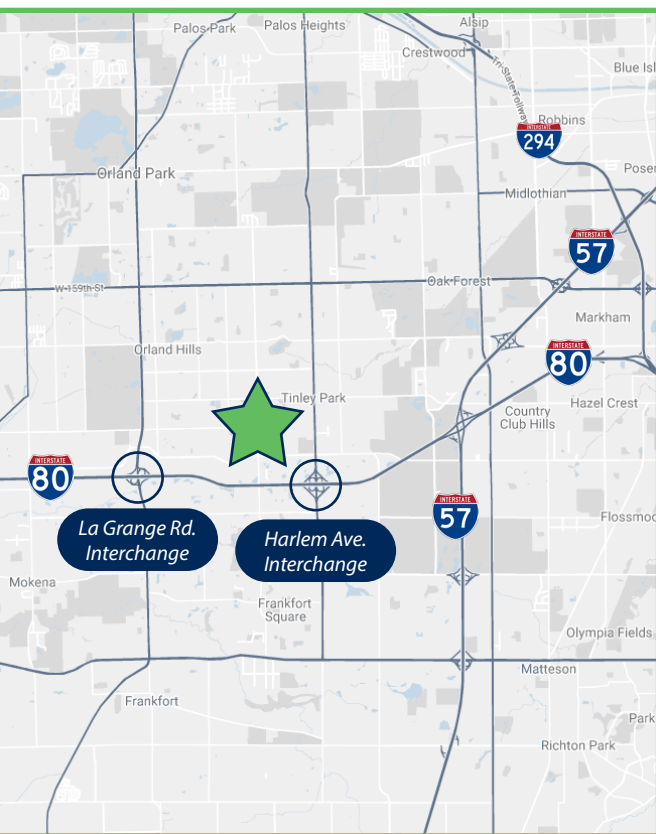 Palos Park
Palos Heights
Alsip
Crestwood
Tri-State Tollway
Blue Isl
Robbins
INTERSTATE
294
Orland Park
Posen
Midlothian
INTERSTATE
57
W 159th St
Oak Forest
Markham
Orland Hills
INTERSTATE
80
Tinley Park
Hazel Crest
Country
Club Hills
INTERSTATE
80
INTERSTATE
57
La Grange Rd.
Interchange
Harlem Ave.
Interchange
Flossmoo
Mokena
Frankfort
Square
Olympia Fields
Matteson
Frankfort
Park
Richton Park